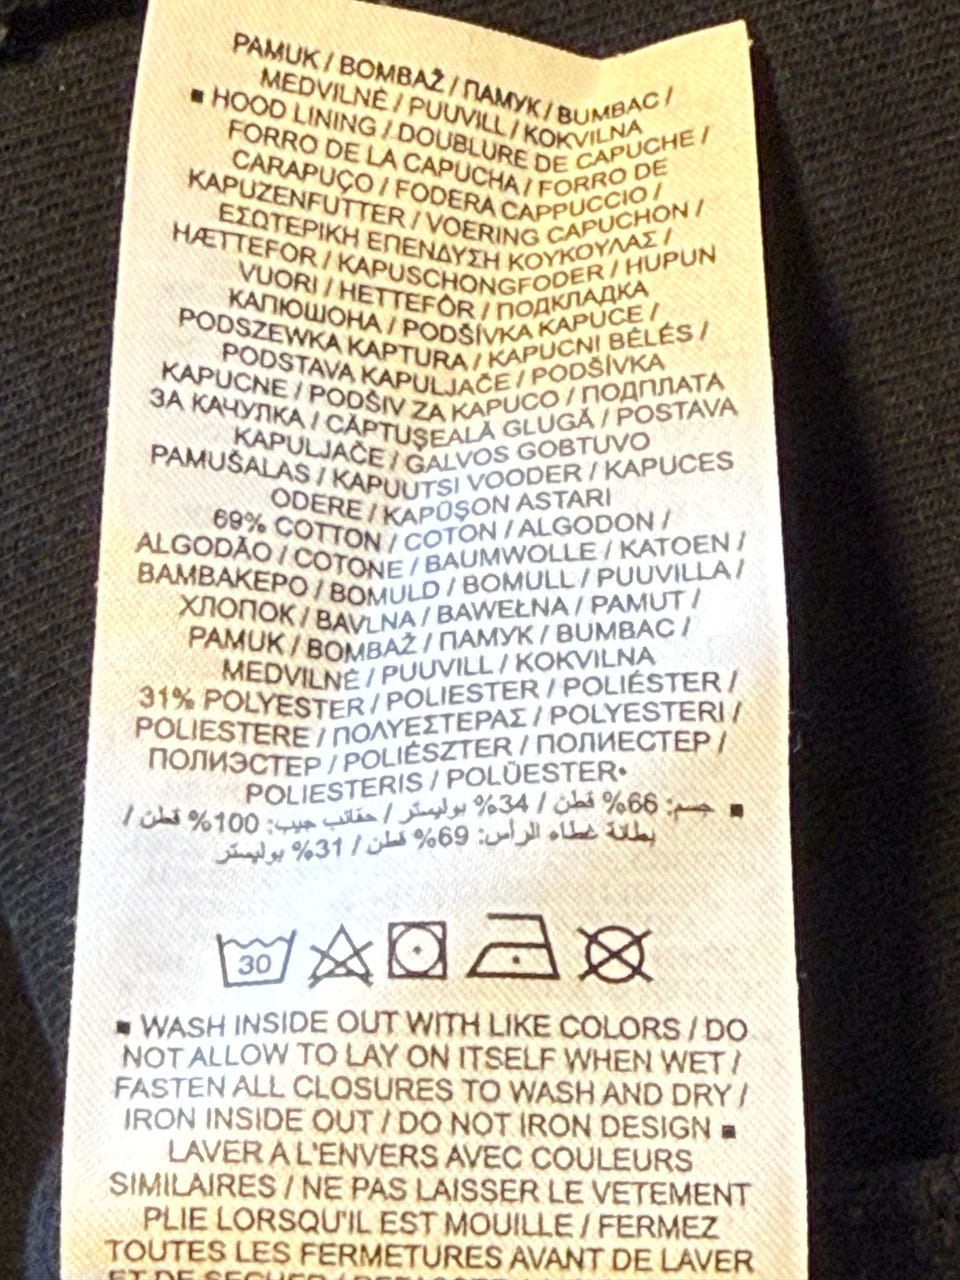 PAMUK / BOMBAŽ / ПАМУК / BUMBAC /
MEDVILNĖ / PUUVILL / KOKVILNA
▪ HOOD LINING / DOUBLURE DE CAPUCHE /
FORRO DE LA CAPUCHA / FORRO DE
CARAPUÇO / FODERA CAPPUCCIO /
KAPUZENFUTTER / VOERING CAPUCHON /
ΕΣΩΤΕΡΙΚΗ ΕΠΕΝΔΥΣΗ ΚΟΥΚΟΥΛΑΣ /
HÆTTEFOR / KAPUSCHONGFODER / HUPUN
VUORI / HETTEFÔR / ПОДКЛАДКА
КАПЮШОНА / PODŠÍVKA KAPUCE /
PODSZEWKA KAPTURA / KAPUCNI BÉLÉS /
PODSTAVA KAPULJAČE / PODŠÍVKA
KAPUCNE / PODŠIV ZA KAPUCO / ПОДПЛАТА
ЗА КАЧУЛКА / CĂPTUŞEALĂ GLUGĂ / POSTAVA
KAPULJAČE / GALVOS GOBTUVO
PAMUŠALAS / KAPUUTSI VOODER / KAPUCES
ODERE / KAPÜŞON ASTARI
69% COTTON / COTON / ALGODON /
ALGODÃO / COTONE / BAUMWOLLE / KATOEN /
ΒΑΜΒΑΚΕΡΟ / BOMULD / BOMULL / PUUVILLA /
ХЛОПОК / BAVLNA / BAWEŁNA / PAMUT /
PAMUK / BOMBAŽ / ПАМУК / BUMBAC /
MEDVILNĖ / PUUVILL / KOKVILNA
31% POLYESTER / POLIESTER / POLIÉSTER /
POLIESTERE / ΠΟΛΥΕΣΤΕΡΑΣ / POLYESTERI /
ПОЛИЭСТЕР / POLIÉSZTER / ПОЛИЕСТЕР /
POLIESTERIS / POLÜESTER•
▪ جسم: 66% قطن / 34% بوليستر / حقائب جيب: 100% قطن /
بطانة غطاء الرأس: 69% قطن / 31% بوليستر
30
▪ WASH INSIDE OUT WITH LIKE COLORS / DO
NOT ALLOW TO LAY ON ITSELF WHEN WET /
FASTEN ALL CLOSURES TO WASH AND DRY /
IRON INSIDE OUT / DO NOT IRON DESIGN ▪
LAVER A L'ENVERS AVEC COULEURS
SIMILAIRES / NE PAS LAISSER LE VETEMENT
PLIE LORSQU'IL EST MOUILLE / FERMEZ
TOUTES LES FERMETURES AVANT DE LAVER
ET DE SECHER /